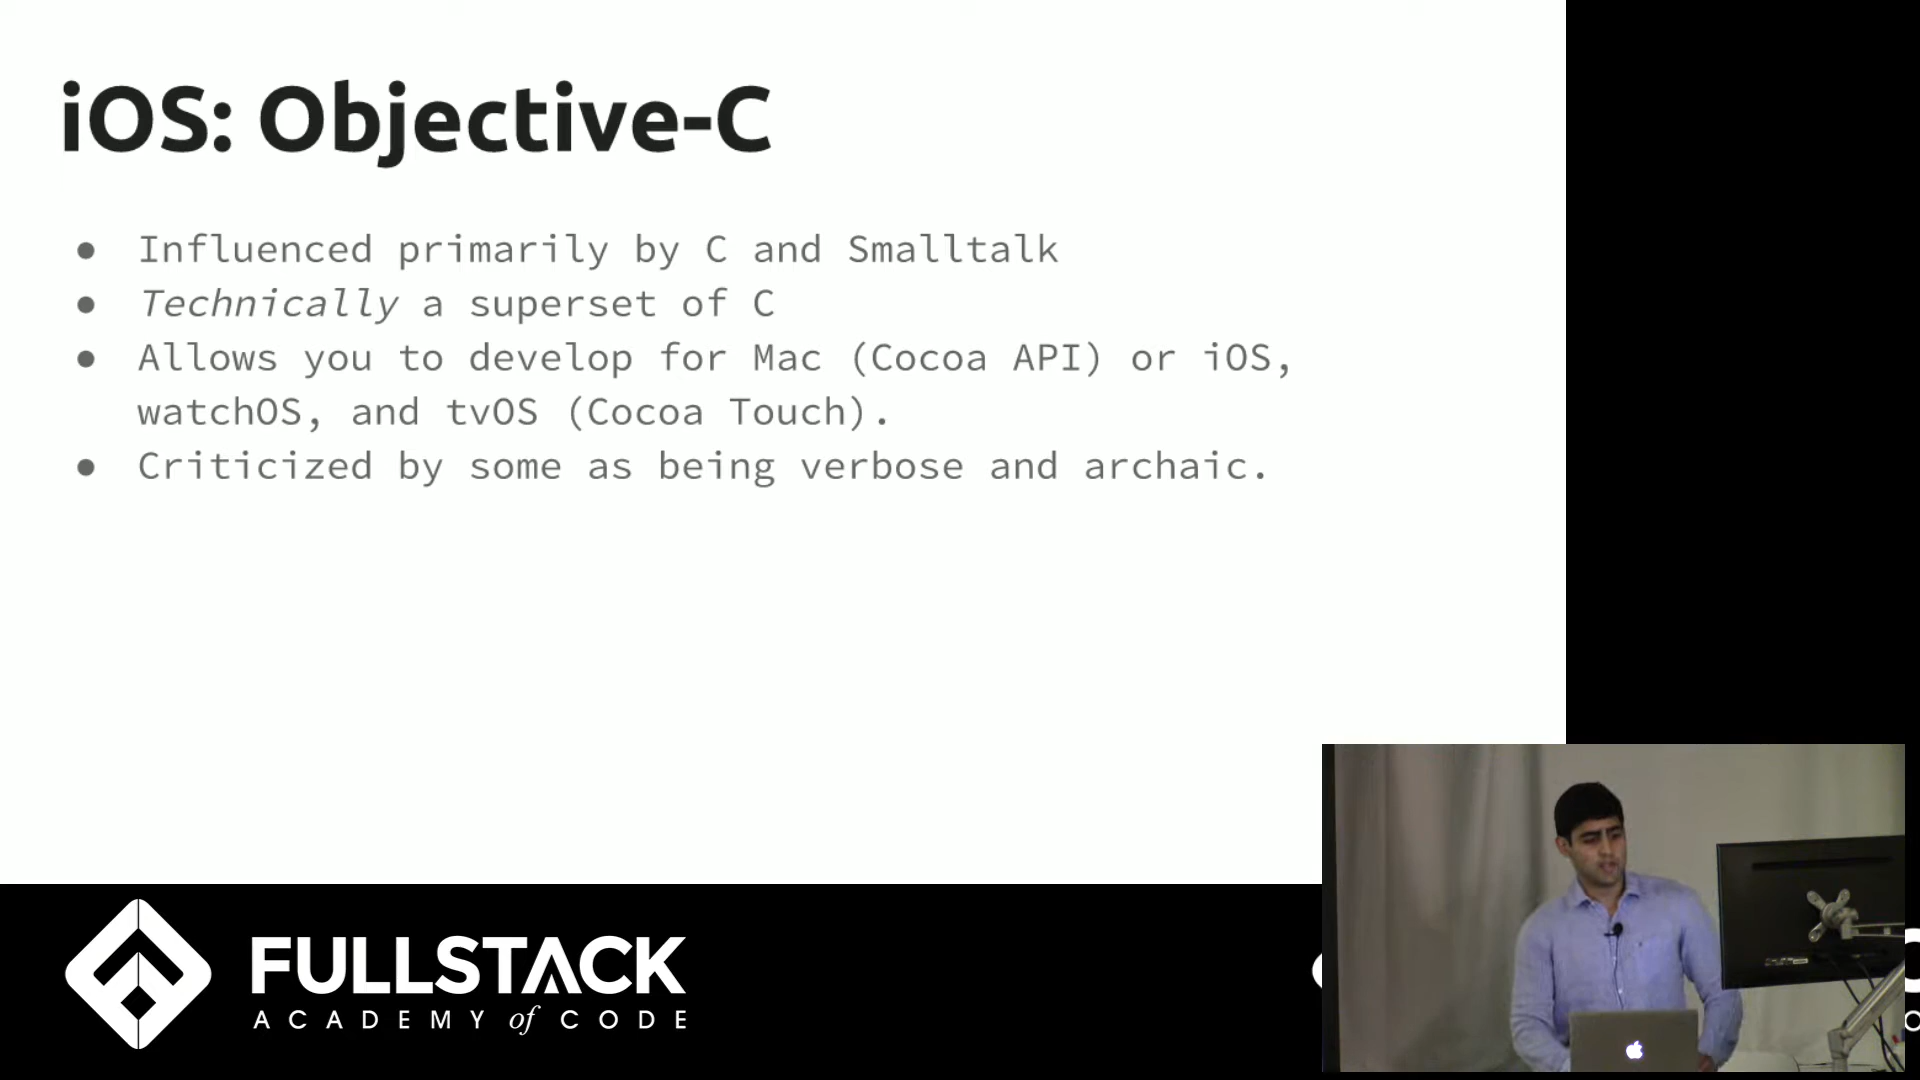 iOS: Objective-C
● Influenced primarily by C and Smalltalk
● Technically a superset of C
● Allows you to develop for Mac (Cocoa API) or iOS,
watchOS, and tvOS (Cocoa Touch).
● Criticized by some as being verbose and archaic.
FULLSTACK
ACADEMY of CODE